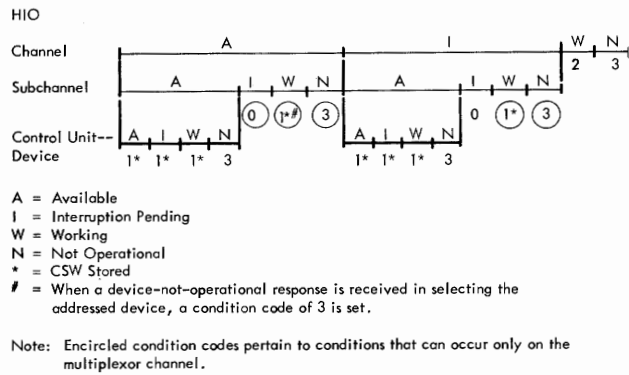 HIO
A I W N
Channel
2 3
A I W N A I W N
Subchannel
0 1*# 3 0 1* 3
A I W N A I W N
Control Unit--
Device
1* 1* 1* 3 1* 1* 1* 3
A = Available
I = Interruption Pending
W = Working
N = Not Operational
* = CSW Stored
# = When a device-not-operational response is received in selecting the
addressed device, a condition code of 3 is set.
Note: Encircled condition codes pertain to conditions that can occur only on the
multiplexor channel.